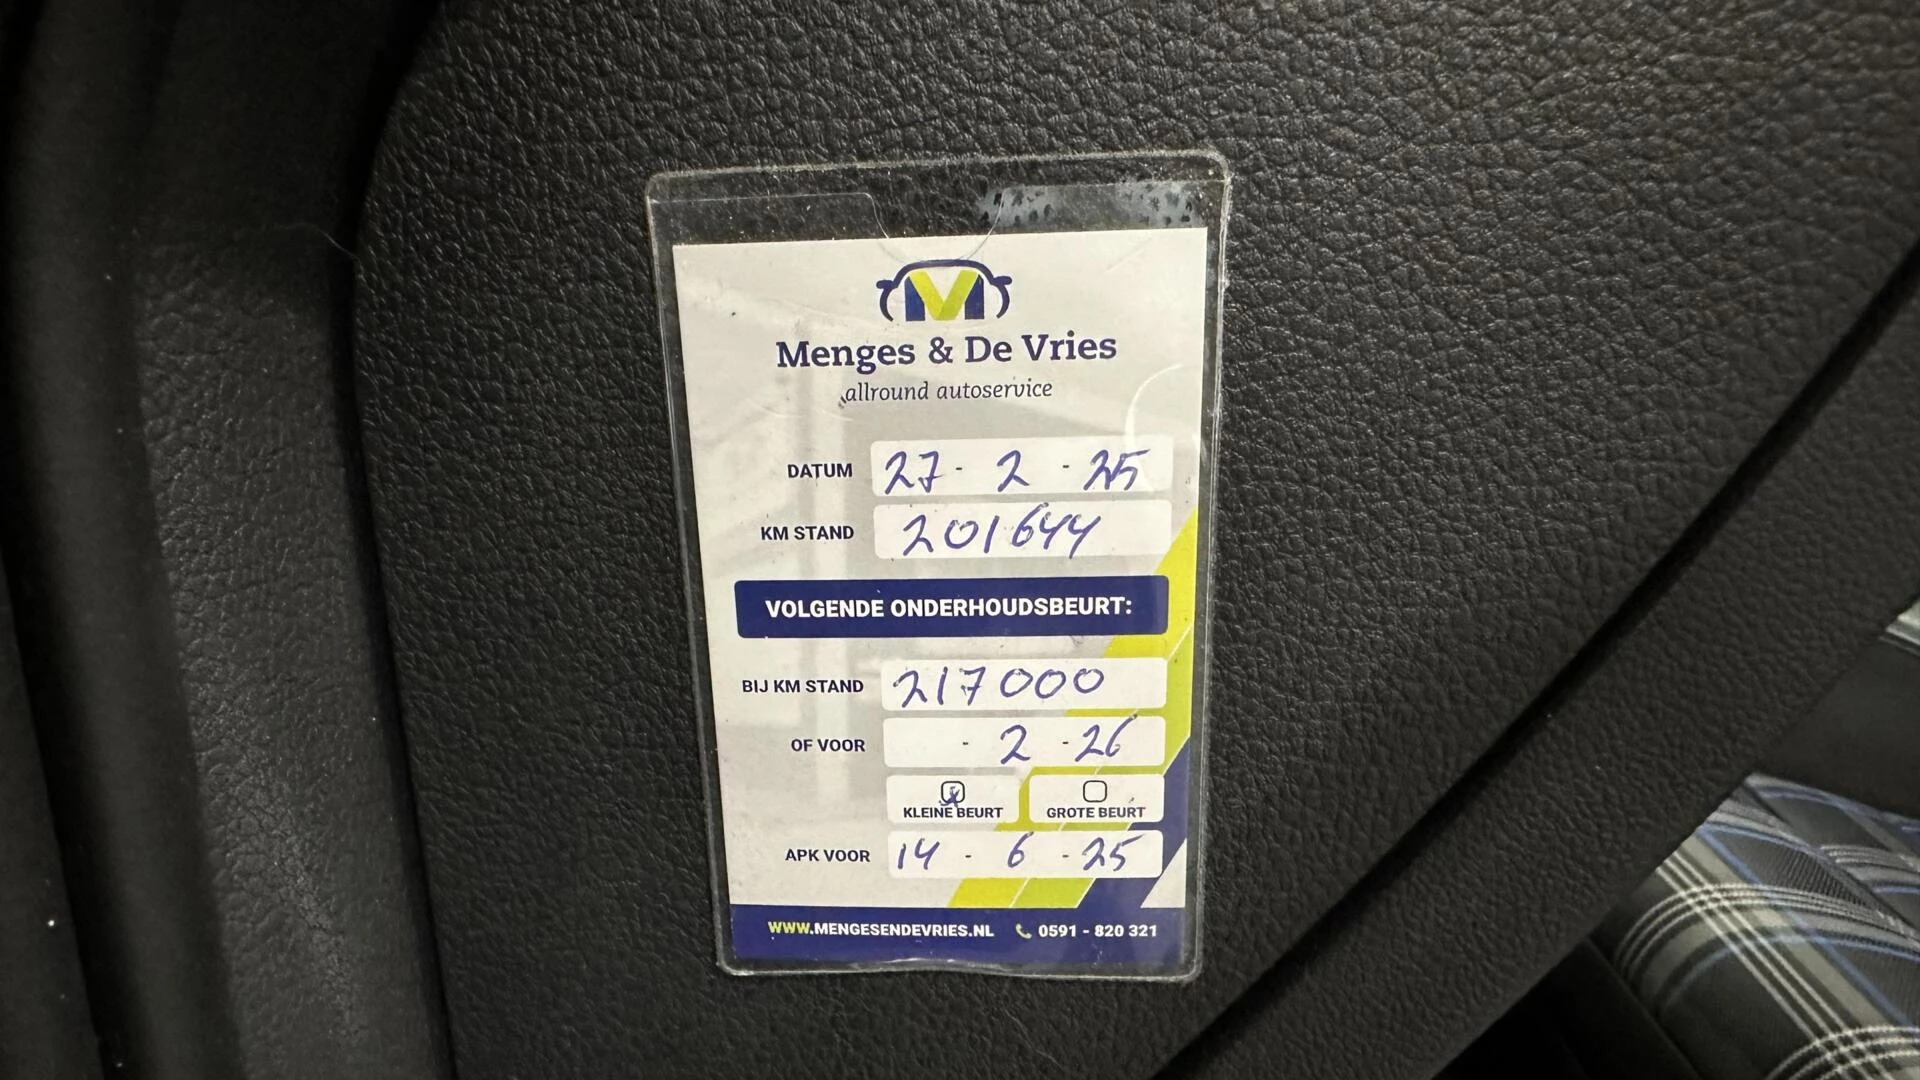 Menges & De Vries
allround autoservice
DATUM 27 - 2 - 25
KM STAND 201644
VOLGENDE ONDERHOUDSBEURT:
BIJ KM STAND 217000
OF VOOR - 2 - 26
KLEINE BEURT GROTE BEURT
APK VOOR 14 - 6 - 25
WWW.MENGESENDEVRIES.NL 0591 - 820 321